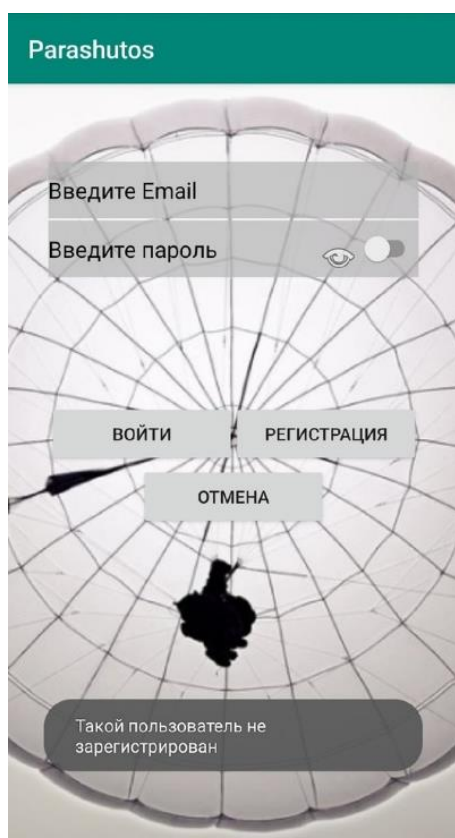 Parashutos
Введите Email
Введите пароль
ВОЙТИ
РЕГИСТРАЦИЯ
ОТМЕНА
Такой пользователь не
зарегистрирован